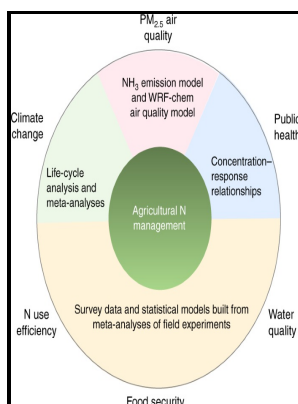 PM2.5 air
quality
NH3 emission model
and WRF-chem
air quality model
Climate
change
Public
health
Life-cycle
analysis and
meta-analyses
Concentration–
response
relationships
Agricultural N
management
Survey data and statistical models built from
meta-analyses of field experiments
N use
efficiency
Water
quality
Food security